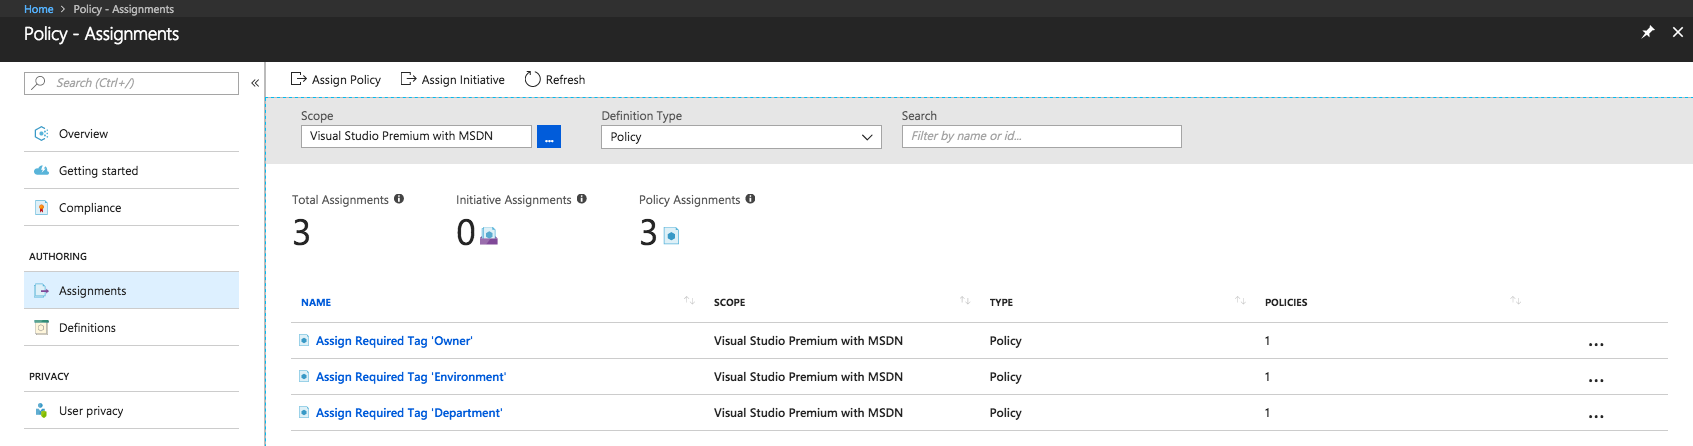 Home > Policy - Assignments
Policy - Assignments
Search (Ctrl+/)
«
Overview
Getting started
Compliance
AUTHORING
Assignments
Definitions
PRIVACY
User privacy
Assign Policy Assign Initiative Refresh
Scope Definition Type Search
Visual Studio Premium with MSDN ... Policy Filter by name or id...
Total Assignments Initiative Assignments Policy Assignments
3 0 3
NAME SCOPE TYPE POLICIES
Assign Required Tag 'Owner' Visual Studio Premium with MSDN Policy 1 ...
Assign Required Tag 'Environment' Visual Studio Premium with MSDN Policy 1 ...
Assign Required Tag 'Department' Visual Studio Premium with MSDN Policy 1 ...